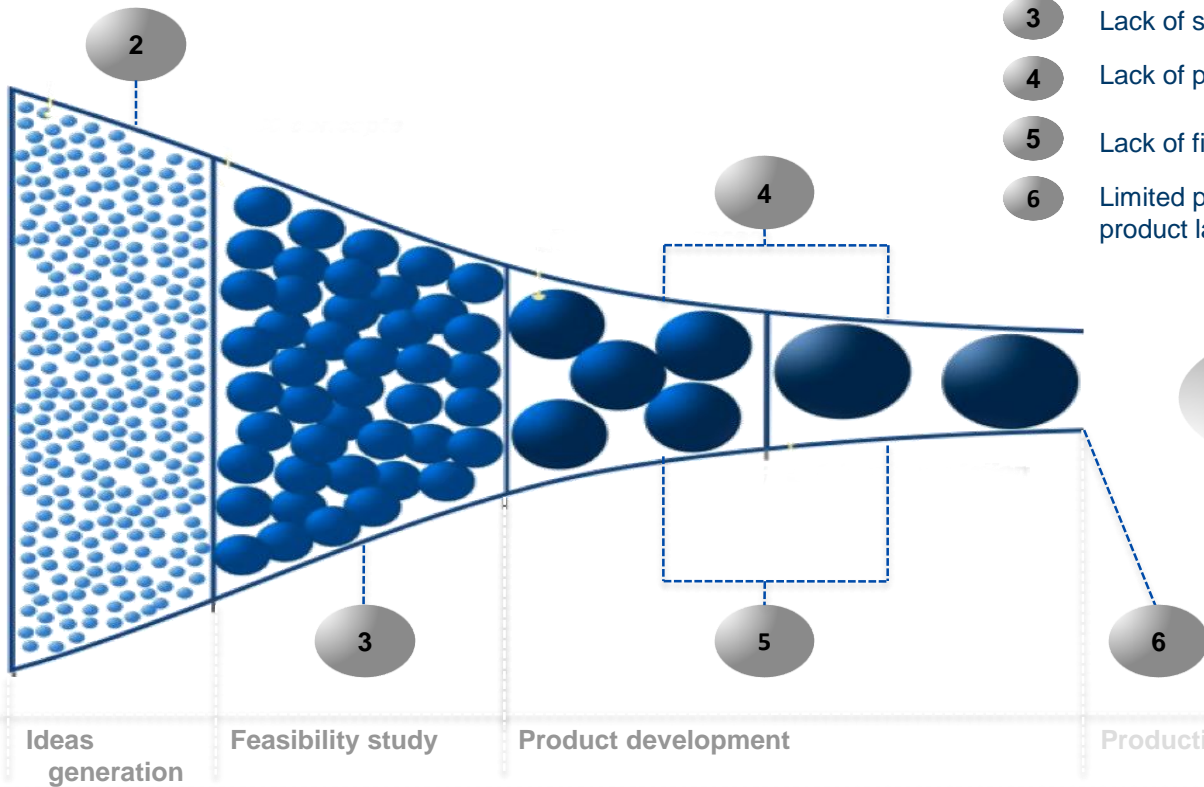 2
3 Lack of s
4 Lack of p
5 Lack of fi
6 Limited p
product la
4
3
5
6
Ideas
generation
Feasibility study
Product development
Producti